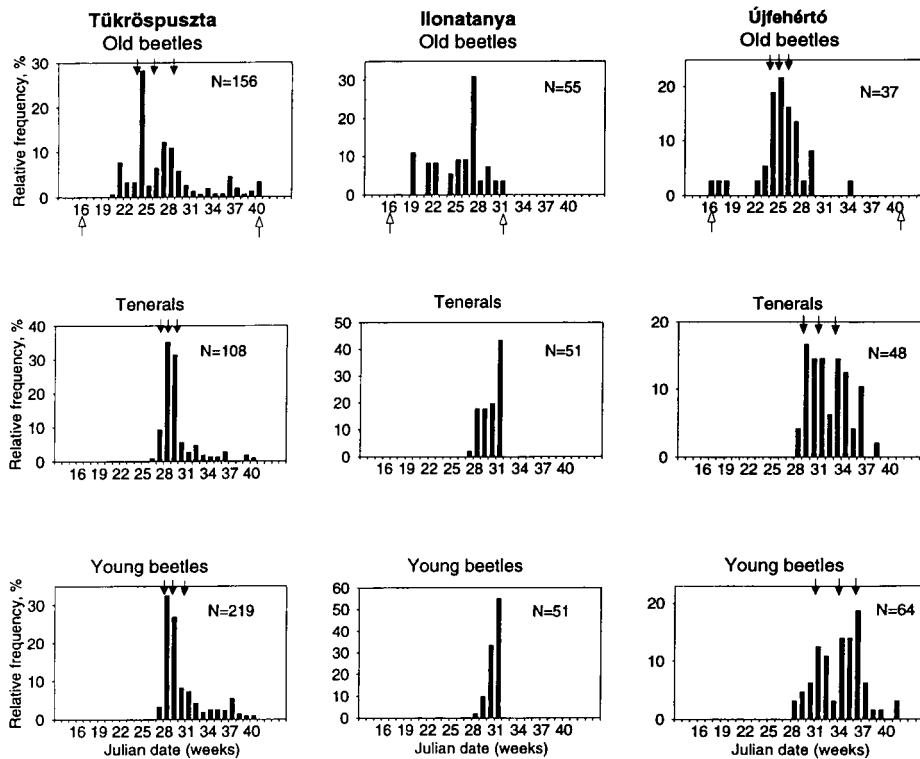 Tükröspuszta
Old beetles
Relative frequency, %
30
20
10
0
N=156
16 19 22 25 28 31 34 37 40
Ilonatanya
Old beetles
30
20
10
0
N=55
16 19 22 25 28 31 34 37 40
Újfehértó
Old beetles
20
10
0
N=37
16 19 22 25 28 31 34 37 40
Tenerals
Relative frequency, %
40
30
20
10
0
N=108
16 19 22 25 28 31 34 37 40
Tenerals
50
40
30
20
10
0
N=51
16 19 22 25 28 31 34 37 40
Tenerals
20
10
0
N=48
16 19 22 25 28 31 34 37 40
Young beetles
Relative frequency, %
30
20
10
0
N=219
16 19 22 25 28 31 34 37 40
Julian date (weeks)
Young beetles
60
50
40
30
20
10
0
N=51
16 19 22 25 28 31 34 37 40
Julian date (weeks)
Young beetles
20
10
0
N=64
16 19 22 25 28 31 34 37 40
Julian date (weeks)